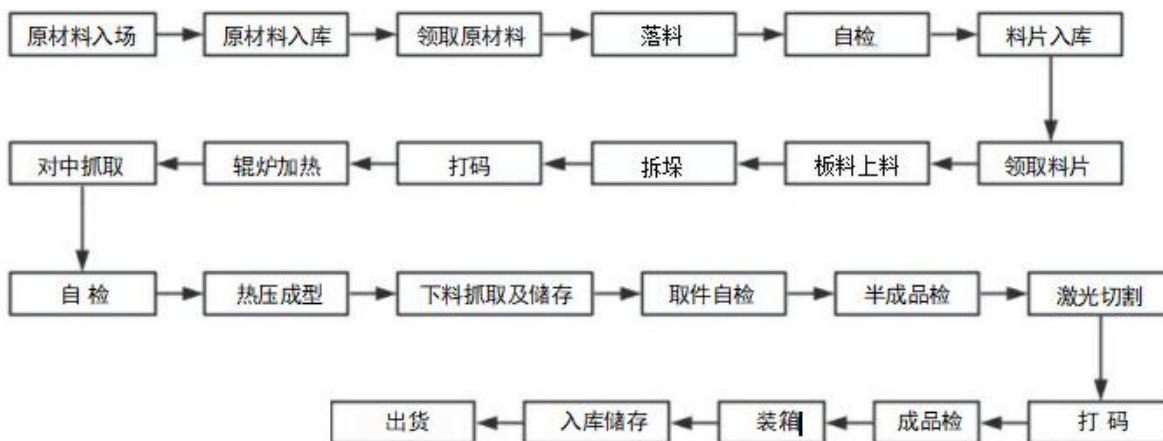 原材料入场 原材料入库 领取原材料 落料 自检 料片入库
对中抓取 辊炉加热 打码 拆垛 板料上料 领取料片
自 检 热压成型 下料抓取及储存 取件自检 半成品检 激光切割
出货 入库储存 装箱 成品检 打 码